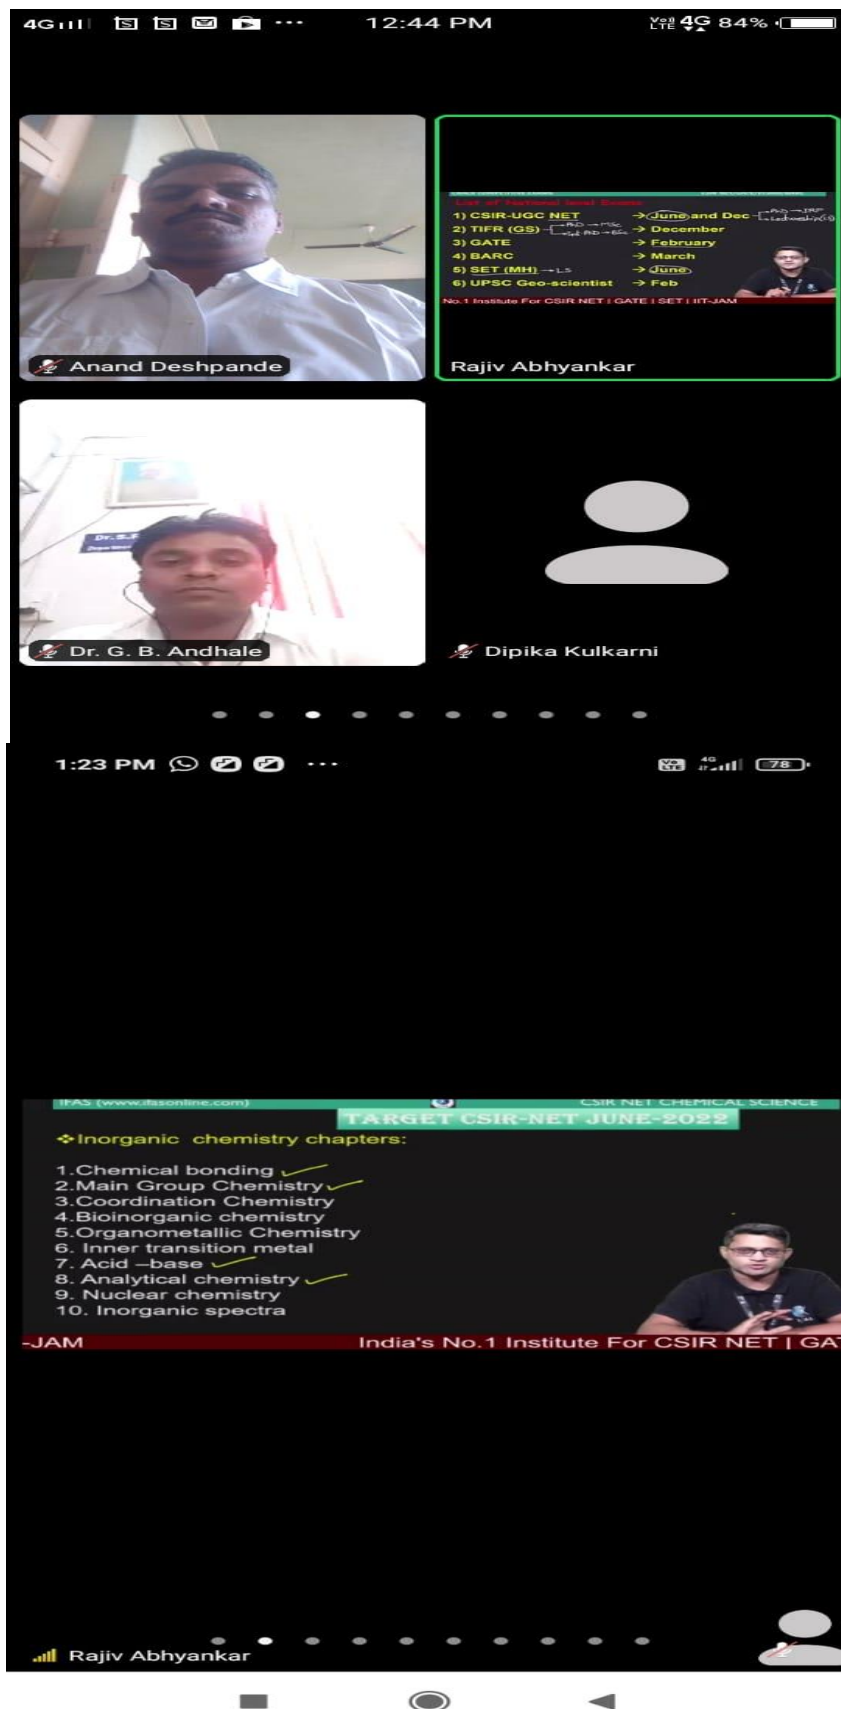 4G 12:44 PM Vo)) LTE 4G 84%
List of National level Exams
1) CSIR-UGC NET → June and Dec
2) TIFR (GS) → December
3) GATE → February
4) BARC → March
5) SET (MH) → LS → June
6) UPSC Geo-scientist → Feb
No.1 Institute For CSIR NET | GATE | SET | IIT-JAM
Anand Deshpande
Rajiv Abhyankar
Dr. G. B. Andhale
Dipika Kulkarni
1:23 PM Vo LTE 4G 78
IFAS (www.ifasonline.com) CSIR NET CHEMICAL SCIENCE
TARGET CSIR-NET JUNE-2022
❖Inorganic chemistry chapters:
1.Chemical bonding
2.Main Group Chemistry
3.Coordination Chemistry
4.Bioinorganic chemistry
5.Organometallic Chemistry
6. Inner transition metal
7. Acid –base
8. Analytical chemistry
9. Nuclear chemistry
10. Inorganic spectra
-JAM India's No.1 Institute For CSIR NET | GA
Rajiv Abhyankar